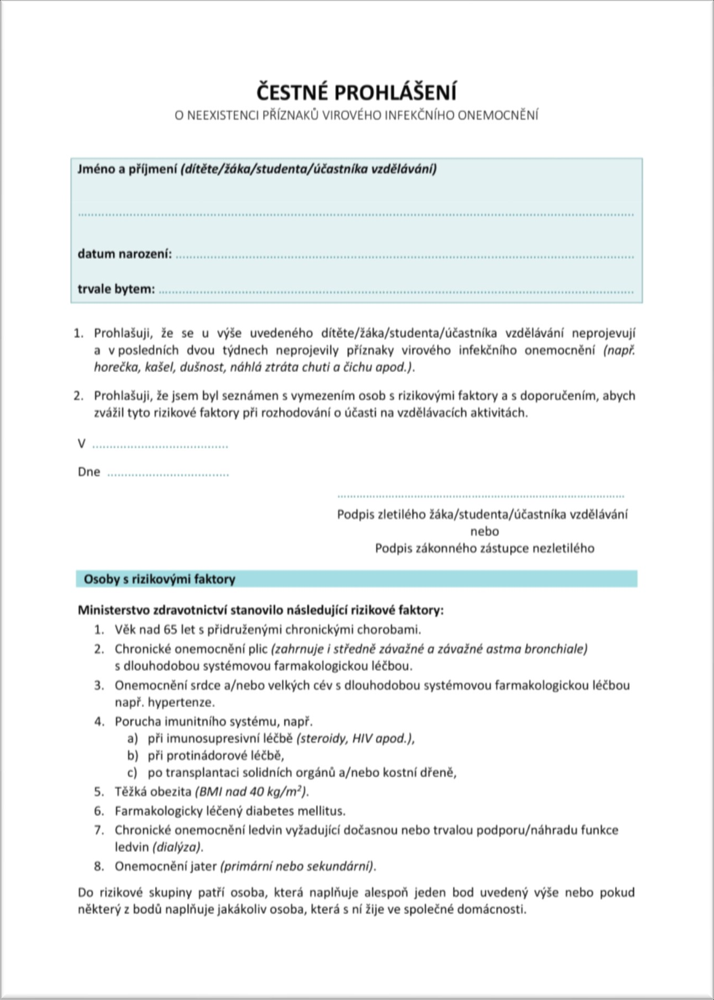 ČESTNÉ PROHLÁŠENÍ
O NEEXISTENCI PŘÍZNAKŮ VIROVÉHO INFEKČNÍHO ONEMOCNĚNÍ
Jméno a příjmení (dítěte/žáka/studenta/účastníka vzdělávání)
datum narození:
trvale bytem:
1. Prohlašuji, že se u výše uvedeného dítěte/žáka/studenta/účastníka vzdělávání neprojevují
a v posledních dvou týdnech neprojevily příznaky virového infekčního onemocnění (např.
horečka, kašel, dušnost, náhlá ztráta chuti a čichu apod.).
2. Prohlašuji, že jsem byl seznámen s vymezením osob s rizikovými faktory a s doporučením, abych
zvážil tyto rizikové faktory při rozhodování o účasti na vzdělávacích aktivitách.
V
Dne
Podpis zletilého žáka/studenta/účastníka vzdělávání
nebo
Podpis zákonného zástupce nezletilého
Osoby s rizikovými faktory
Ministerstvo zdravotnictví stanovilo následující rizikové faktory:
1. Věk nad 65 let s přidruženými chronickými chorobami.
2. Chronické onemocnění plic (zahrnuje i středně závažné a závažné astma bronchiale)
s dlouhodobou systémovou farmakologickou léčbou.
3. Onemocnění srdce a/nebo velkých cév s dlouhodobou systémovou farmakologickou léčbou
např. hypertenze.
4. Porucha imunitního systému, např.
a) při imunosupresivní léčbě (steroidy, HIV apod.),
b) při protinádorové léčbě,
c) po transplantaci solidních orgánů a/nebo kostní dřeně,
5. Těžká obezita (BMI nad 40 kg/m²).
6. Farmakologicky léčený diabetes mellitus.
7. Chronické onemocnění ledvin vyžadující dočasnou nebo trvalou podporu/náhradu funkce
ledvin (dialýza).
8. Onemocnění jater (primární nebo sekundární).
Do rizikové skupiny patří osoba, která naplňuje alespoň jeden bod uvedený výše nebo pokud
některý z bodů naplňuje jakákoliv osoba, která s ní žije ve společné domácnosti.